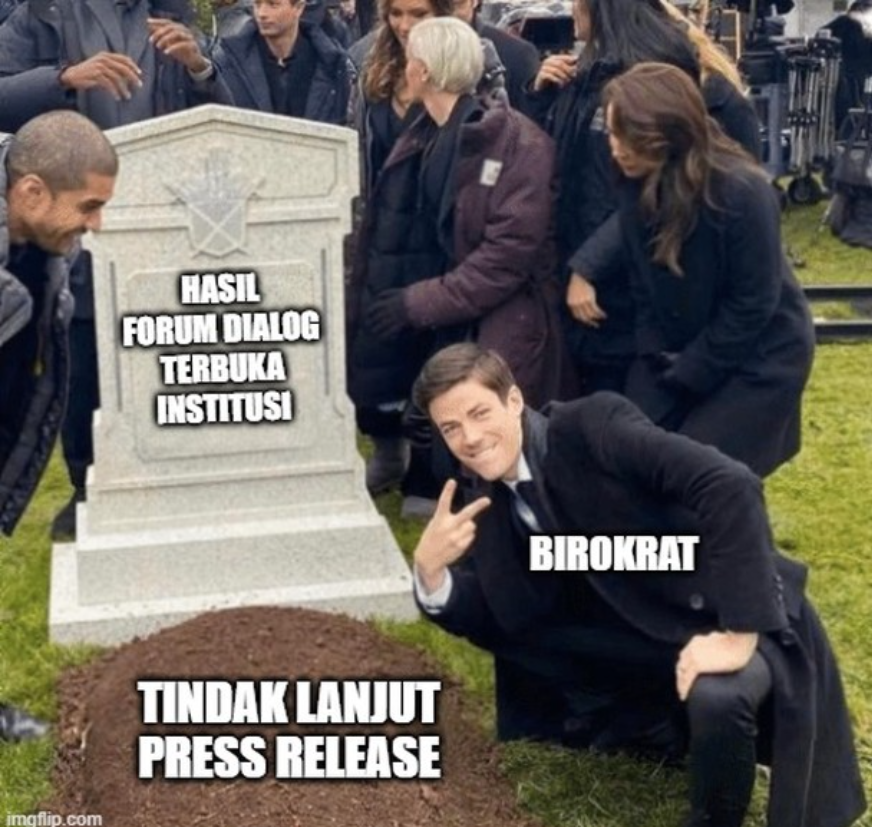 HASIL
FORUM DIALOG
TERBUKA
INSTITUSI
BIROKRAT
TINDAK LANJUT
PRESS RELEASE
imgflip.com